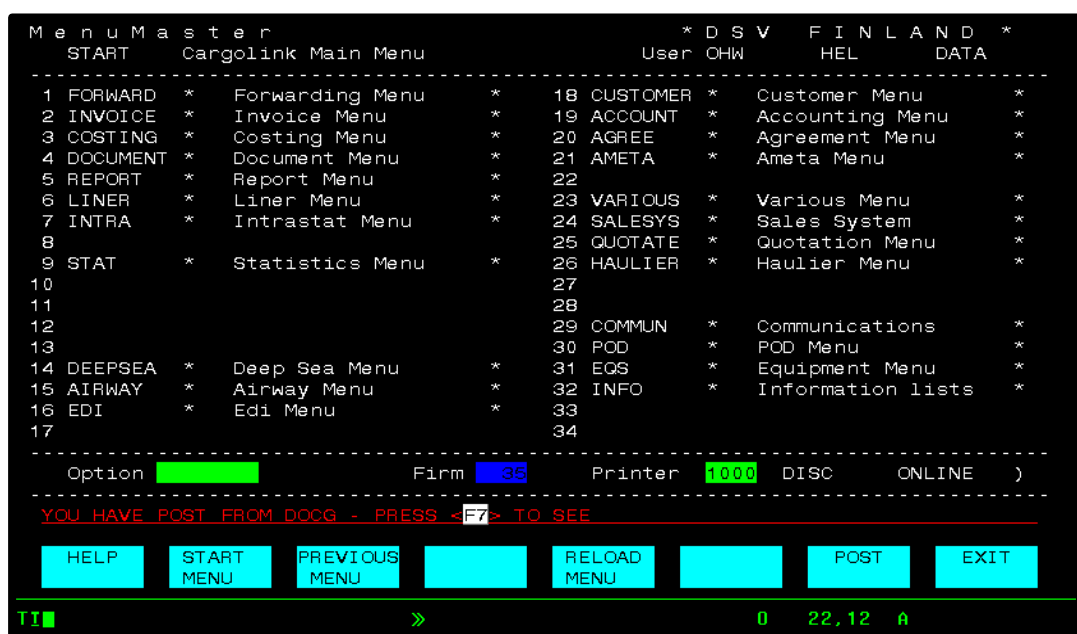 MenuMaster * DSV FINLAND *
START Cargolink Main Menu User OHW HEL DATA
1 FORWARD * Forwarding Menu * 18 CUSTOMER * Customer Menu *
2 INVOICE * Invoice Menu * 19 ACCOUNT * Accounting Menu *
3 COSTING * Costing Menu * 20 AGREE * Agreement Menu *
4 DOCUMENT * Document Menu * 21 AMETA * Ameta Menu *
5 REPORT * Report Menu * 22
6 LINER * Liner Menu * 23 VARIOUS * Various Menu *
7 INTRA * Intrastat Menu * 24 SALESYS * Sales System *
8 25 QUOTATE * Quotation Menu *
9 STAT * Statistics Menu * 26 HAULIER * Haulier Menu *
10 27
11 28
12 29 COMMUN * Communications *
13 30 POD * POD Menu *
14 DEEPSEA * Deep Sea Menu * 31 EQS * Equipment Menu *
15 AIRWAY * Airway Menu * 32 INFO * Information lists *
16 EDI * Edi Menu * 33
17 34
Option Firm 35 Printer 1000 DISC ONLINE )
YOU HAVE POST FROM DOCG - PRESS <F7> TO SEE
HELP START PREVIOUS RELOAD POST EXIT
MENU MENU MENU
TI » 0 22,12 A